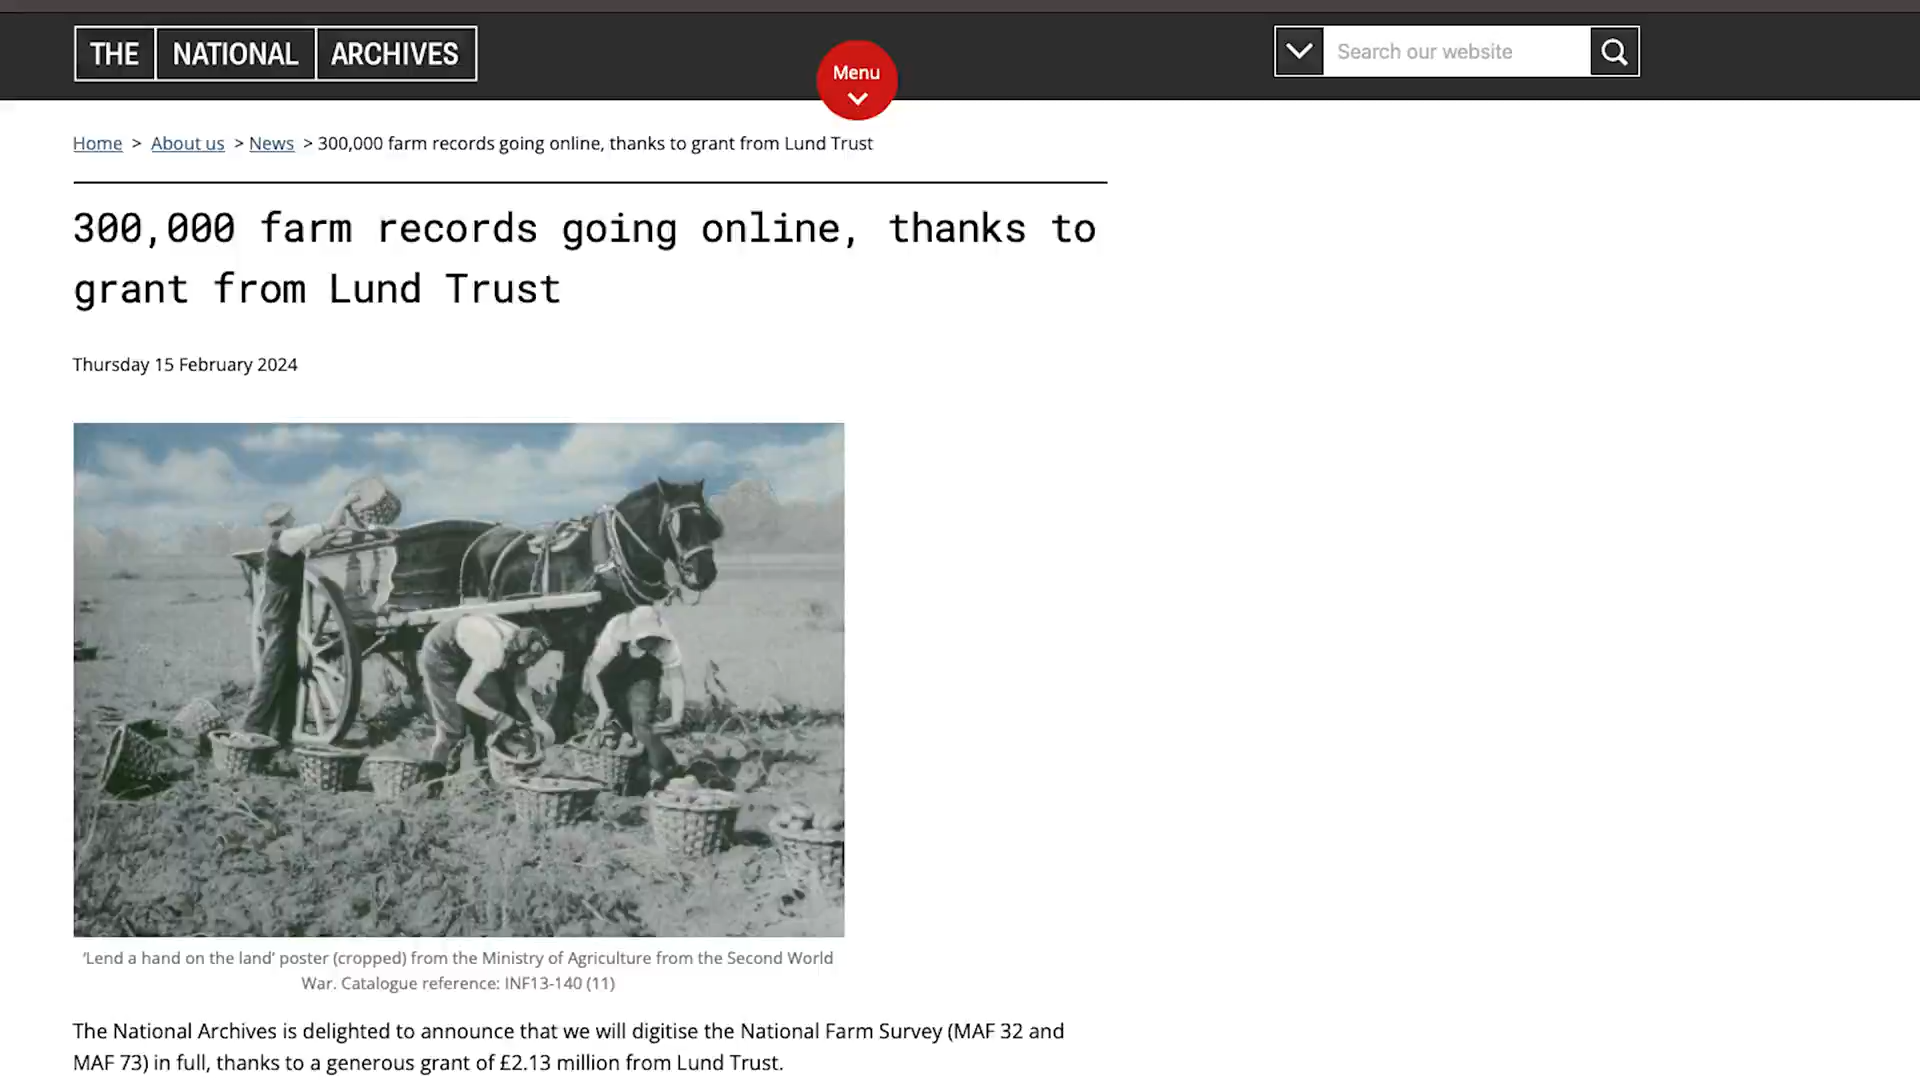 THE NATIONAL ARCHIVES
Menu
Search our website
Home > About us > News > 300,000 farm records going online, thanks to grant from Lund Trust
300,000 farm records going online, thanks to
grant from Lund Trust
Thursday 15 February 2024
‘Lend a hand on the land’ poster (cropped) from the Ministry of Agriculture from the Second World
War. Catalogue reference: INF13-140 (11)
The National Archives is delighted to announce that we will digitise the National Farm Survey (MAF 32 and
MAF 73) in full, thanks to a generous grant of £2.13 million from Lund Trust.